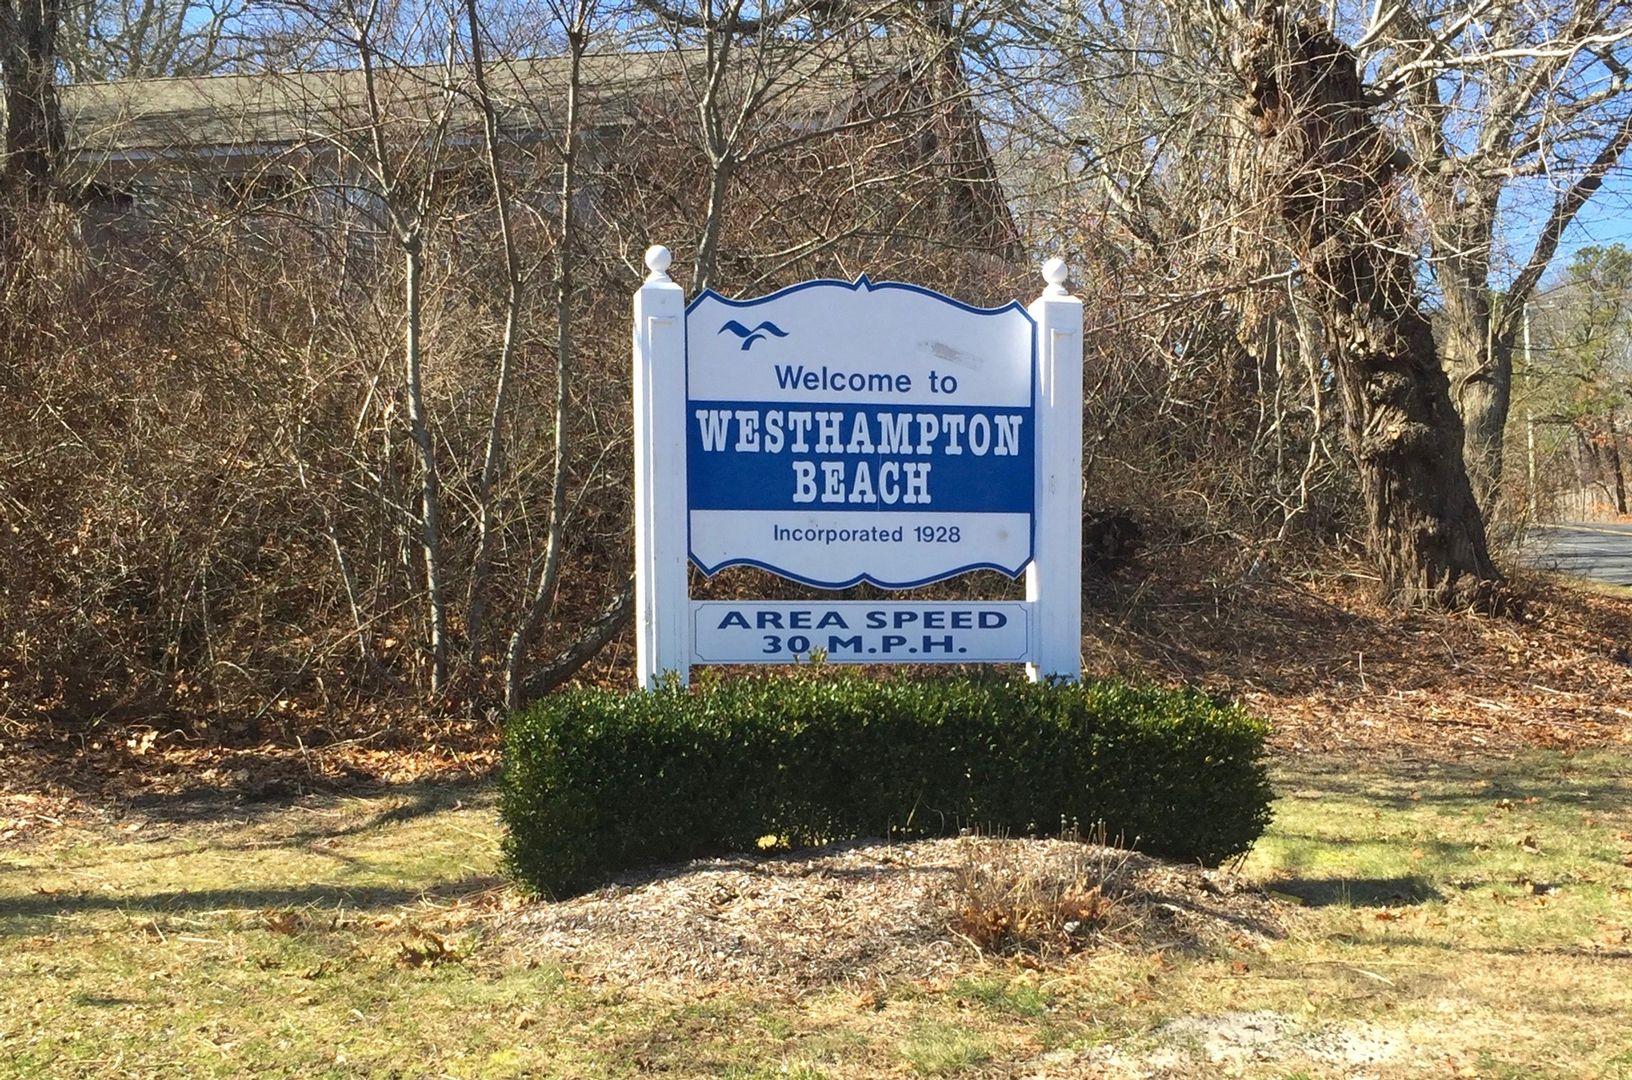 Welcome to
WESTHAMPTON
BEACH
Incorporated 1928
AREA SPEED
30 M.P.H.